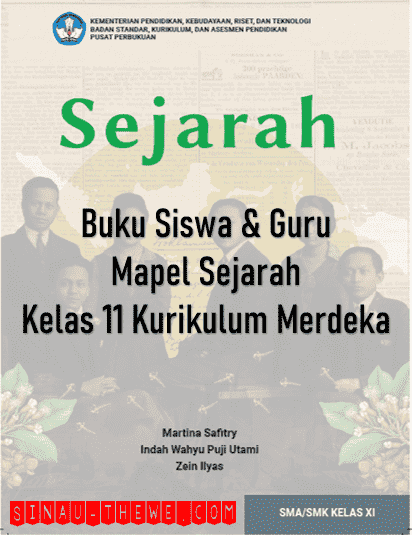 KEMENTERIAN PENDIDIKAN, KEBUDAYAAN, RISET, DAN TEKNOLOGI
BADAN STANDAR, KURIKULUM, DAN ASESMEN PENDIDIKAN
PUSAT PERBUKUAN
Sejarah
Buku Siswa & Guru
Mapel Sejarah
Kelas 11 Kurikulum Merdeka
Martina Safitry
Indah Wahyu Puji Utami
Zein Ilyas
SINAU-THEWE.COM
SMA/SMK KELAS XI